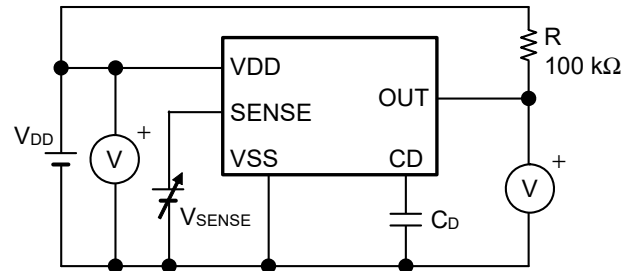 R
100 kΩ
VDD
OUT
SENSE
VDD
+
V
VSS
CD
+
V
VSENSE
CD